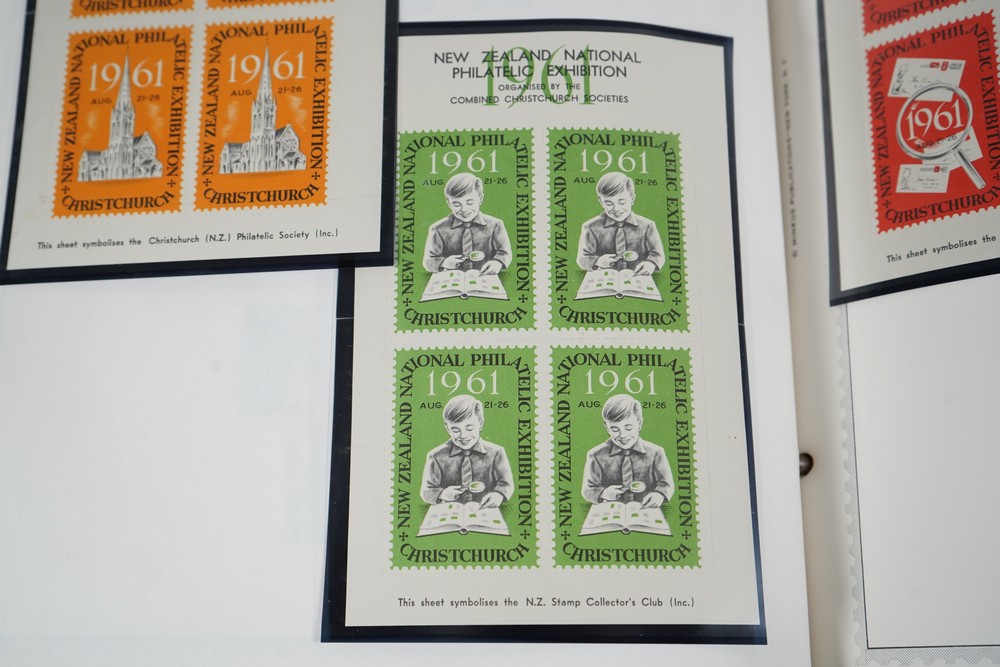 NEW ZEALAND NATIONAL PHILATELIC EXHIBITION
1961
AUG. 21-26
CHRISTCHURCH
NEW ZEALAND NATIONAL PHILATELIC EXHIBITION
1961
AUG. 21-26
CHRISTCHURCH
This sheet symbolises the Christchurch (N.Z.) Philatelic Society (Inc.)
1961
NEW ZEALAND NATIONAL
PHILATELIC EXHIBITION
ORGANISED BY THE
COMBINED CHRISTCHURCH SOCIETIES
NEW ZEALAND NATIONAL PHILATELIC EXHIBITION
1961
AUG. 21-26
CHRISTCHURCH
NEW ZEALAND NATIONAL PHILATELIC EXHIBITION
1961
AUG. 21-26
CHRISTCHURCH
NEW ZEALAND NATIONAL PHILATELIC EXHIBITION
1961
AUG. 21-26
CHRISTCHURCH
NEW ZEALAND NATIONAL PHILATELIC EXHIBITION
1961
AUG. 21-26
CHRISTCHURCH
This sheet symbolises the N.Z. Stamp Collector's Club (Inc.)
NEW ZEALAND NATIONAL PHILATELIC EXHIBITION
1961
CHRISTCHURCH
This sheet symbolises the